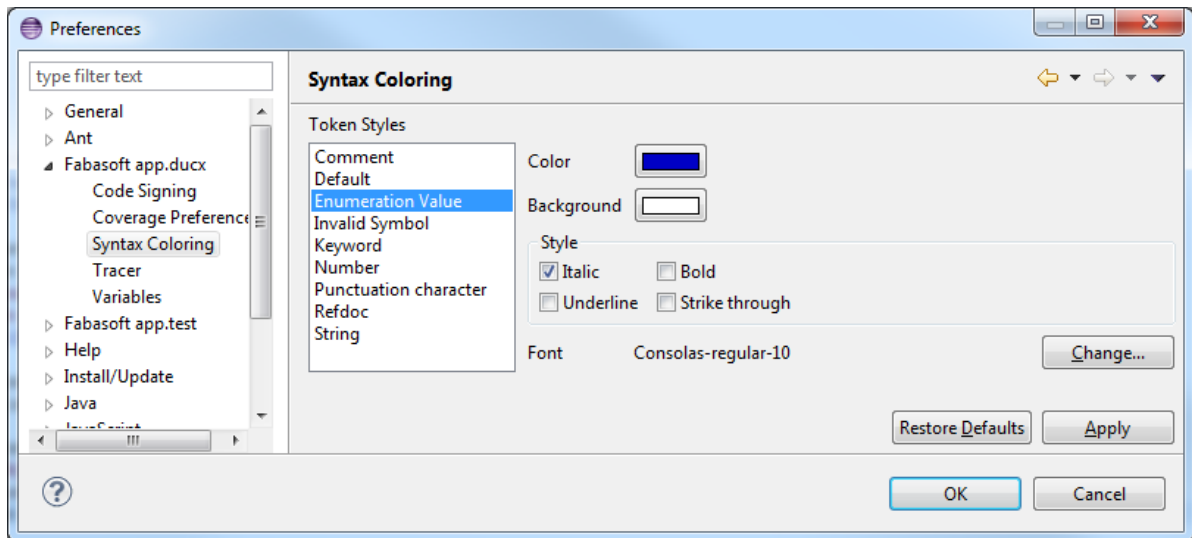 Preferences
type filter text
General
Ant
Fabasoft app.ducx
Code Signing
Coverage Preference
Syntax Coloring
Tracer
Variables
Fabasoft app.test
Help
Install/Update
Java
Syntax Coloring
Token Styles
Comment
Default
Enumeration Value
Invalid Symbol
Keyword
Number
Punctuation character
Refdoc
String
Color
Background
Style
Italic Bold
Underline Strike through
Font Consolas-regular-10 Change...
Restore Defaults Apply
OK Cancel